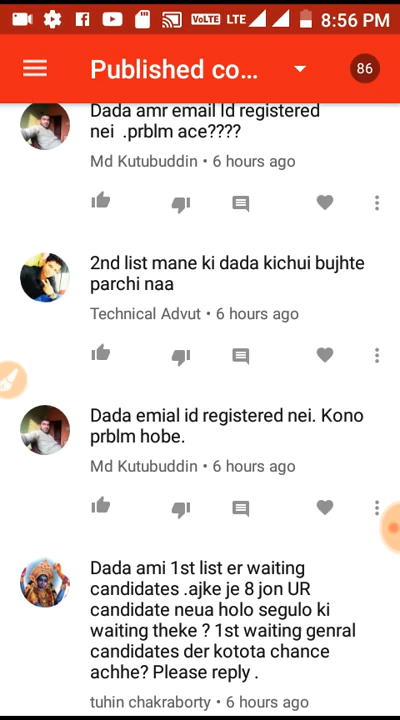 VoLTE LTE 8:56 PM
Published co... 86
Dada amr email Id registered
nei .prblm ace????
Md Kutubuddin • 6 hours ago
2nd list mane ki dada kichui bujhte
parchi naa
Technical Advut • 6 hours ago
Dada emial id registered nei. Kono
prblm hobe.
Md Kutubuddin • 6 hours ago
Dada ami 1st list er waiting
candidates .ajke je 8 jon UR
candidate neua holo segulo ki
waiting theke ? 1st waiting genral
candidates der kotota chance
achhe? Please reply .
tuhin chakraborty • 6 hours ago